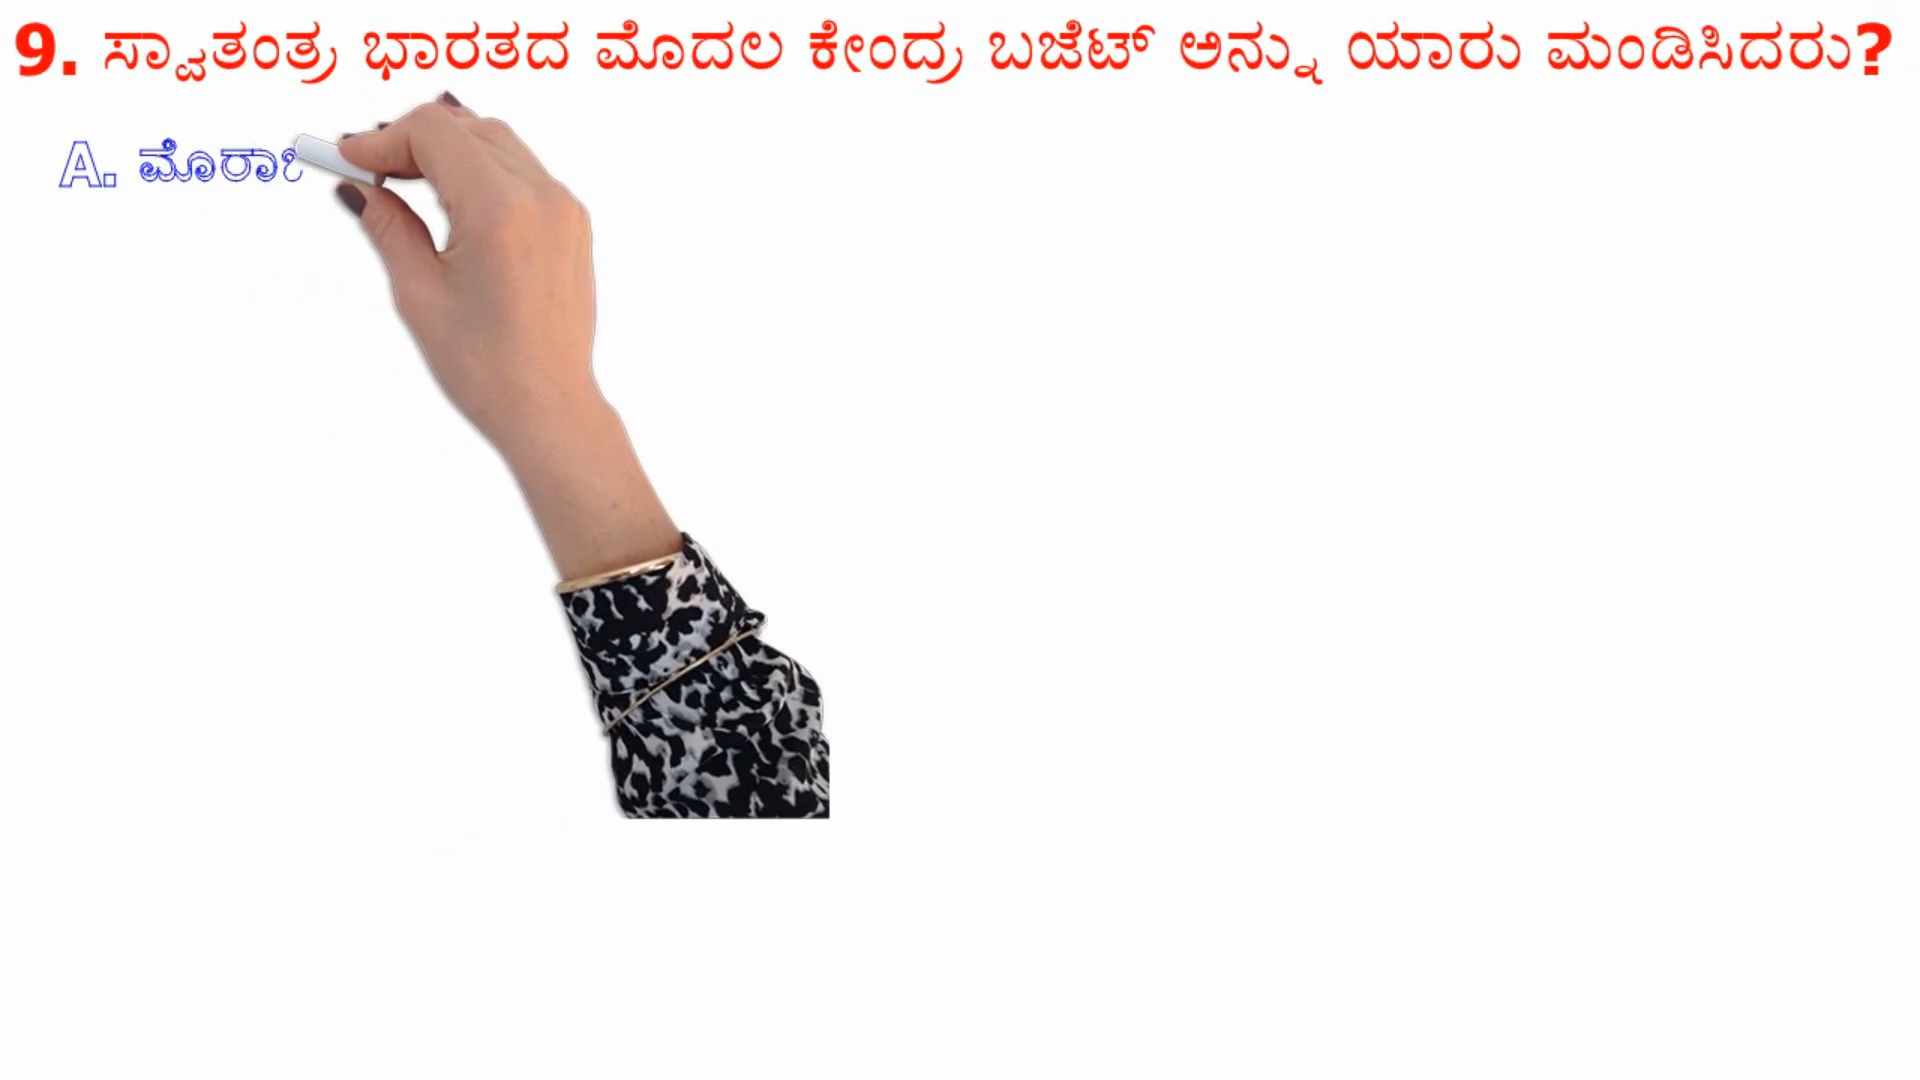 9. ಸ್ವಾತಂತ್ರ ಭಾರತದ ಮೊದಲ ಕೇಂದ್ರ ಬಜೆಟ್ ಅನ್ನು ಯಾರು ಮಂಡಿಸಿದರು?
A.